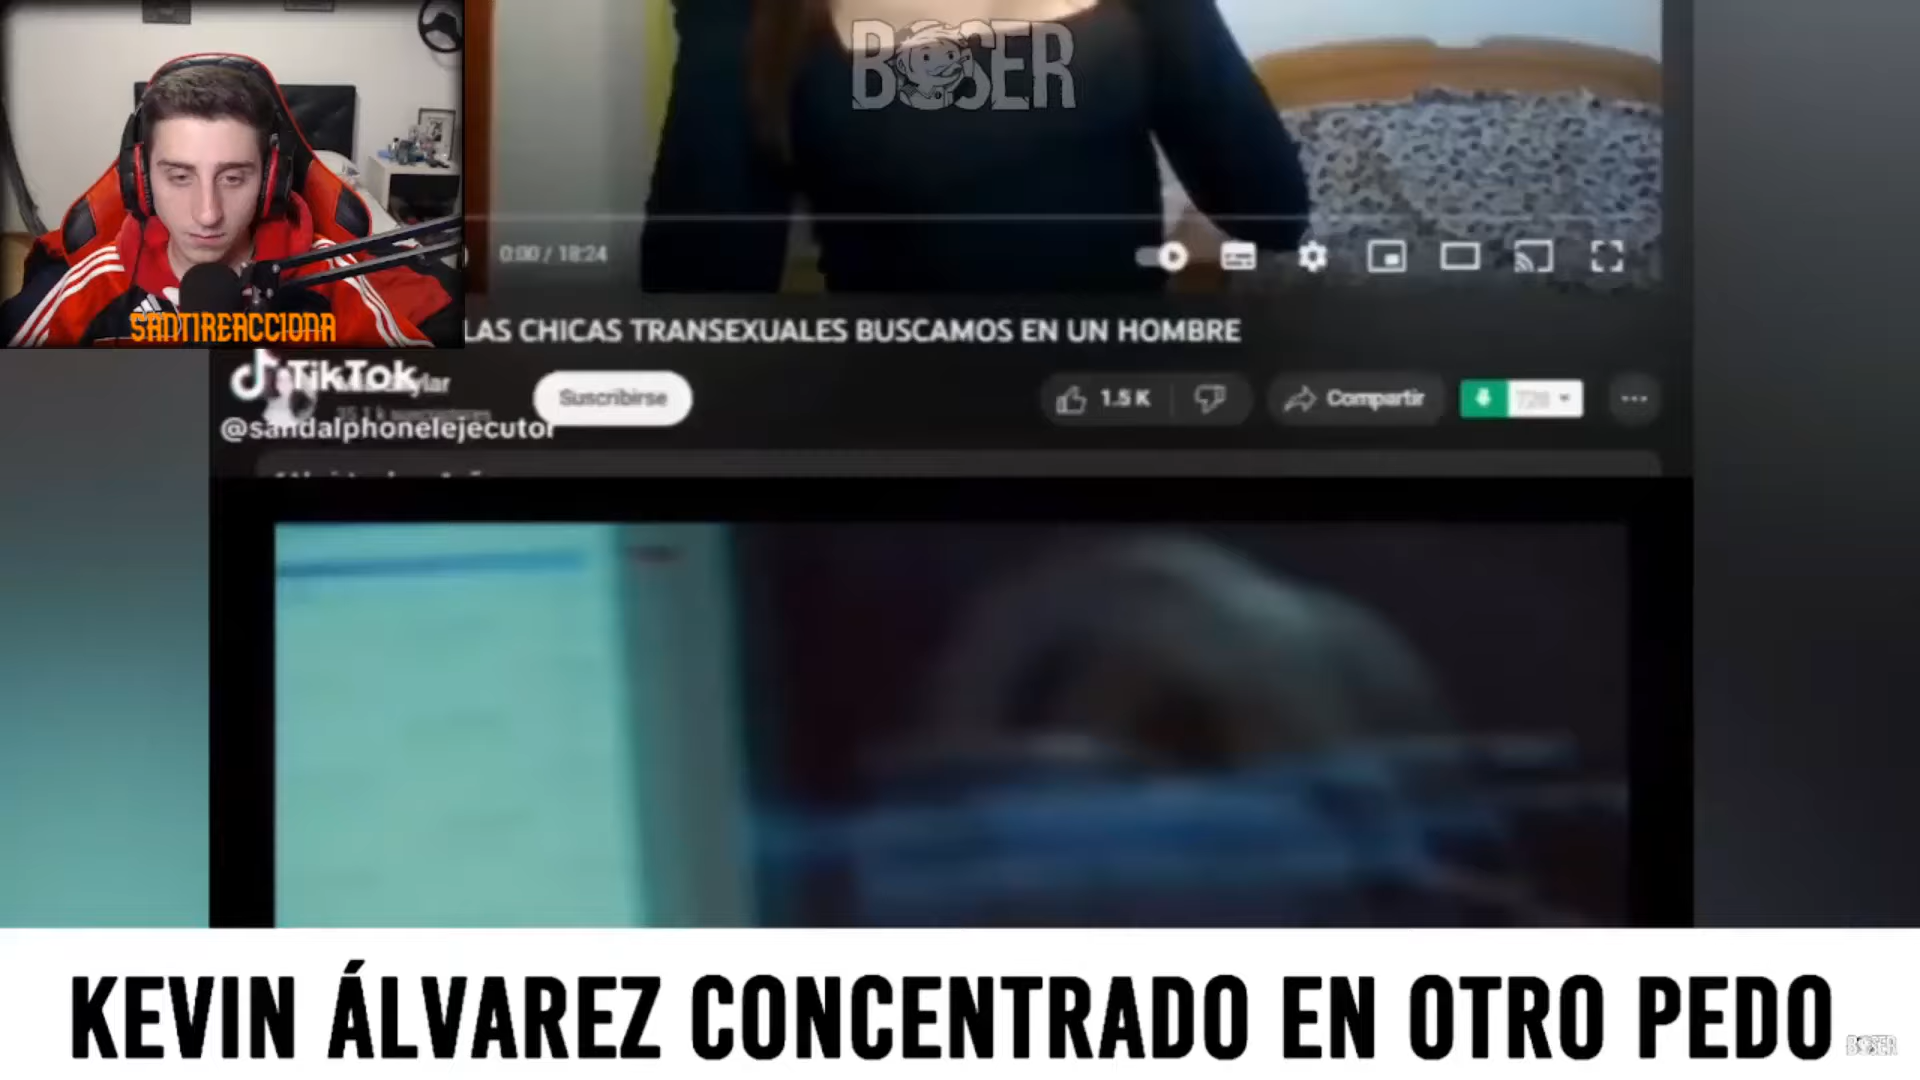 BOSER
0:00 / 18:24
SANTIREACCIONA
LAS CHICAS TRANSEXUALES BUSCAMOS EN UN HOMBRE
TikTok
Suscribirse
1.5 K
Compartir
@sandalphonelejecutor
KEVIN ÁLVAREZ CONCENTRADO EN OTRO PEDO
BOSER